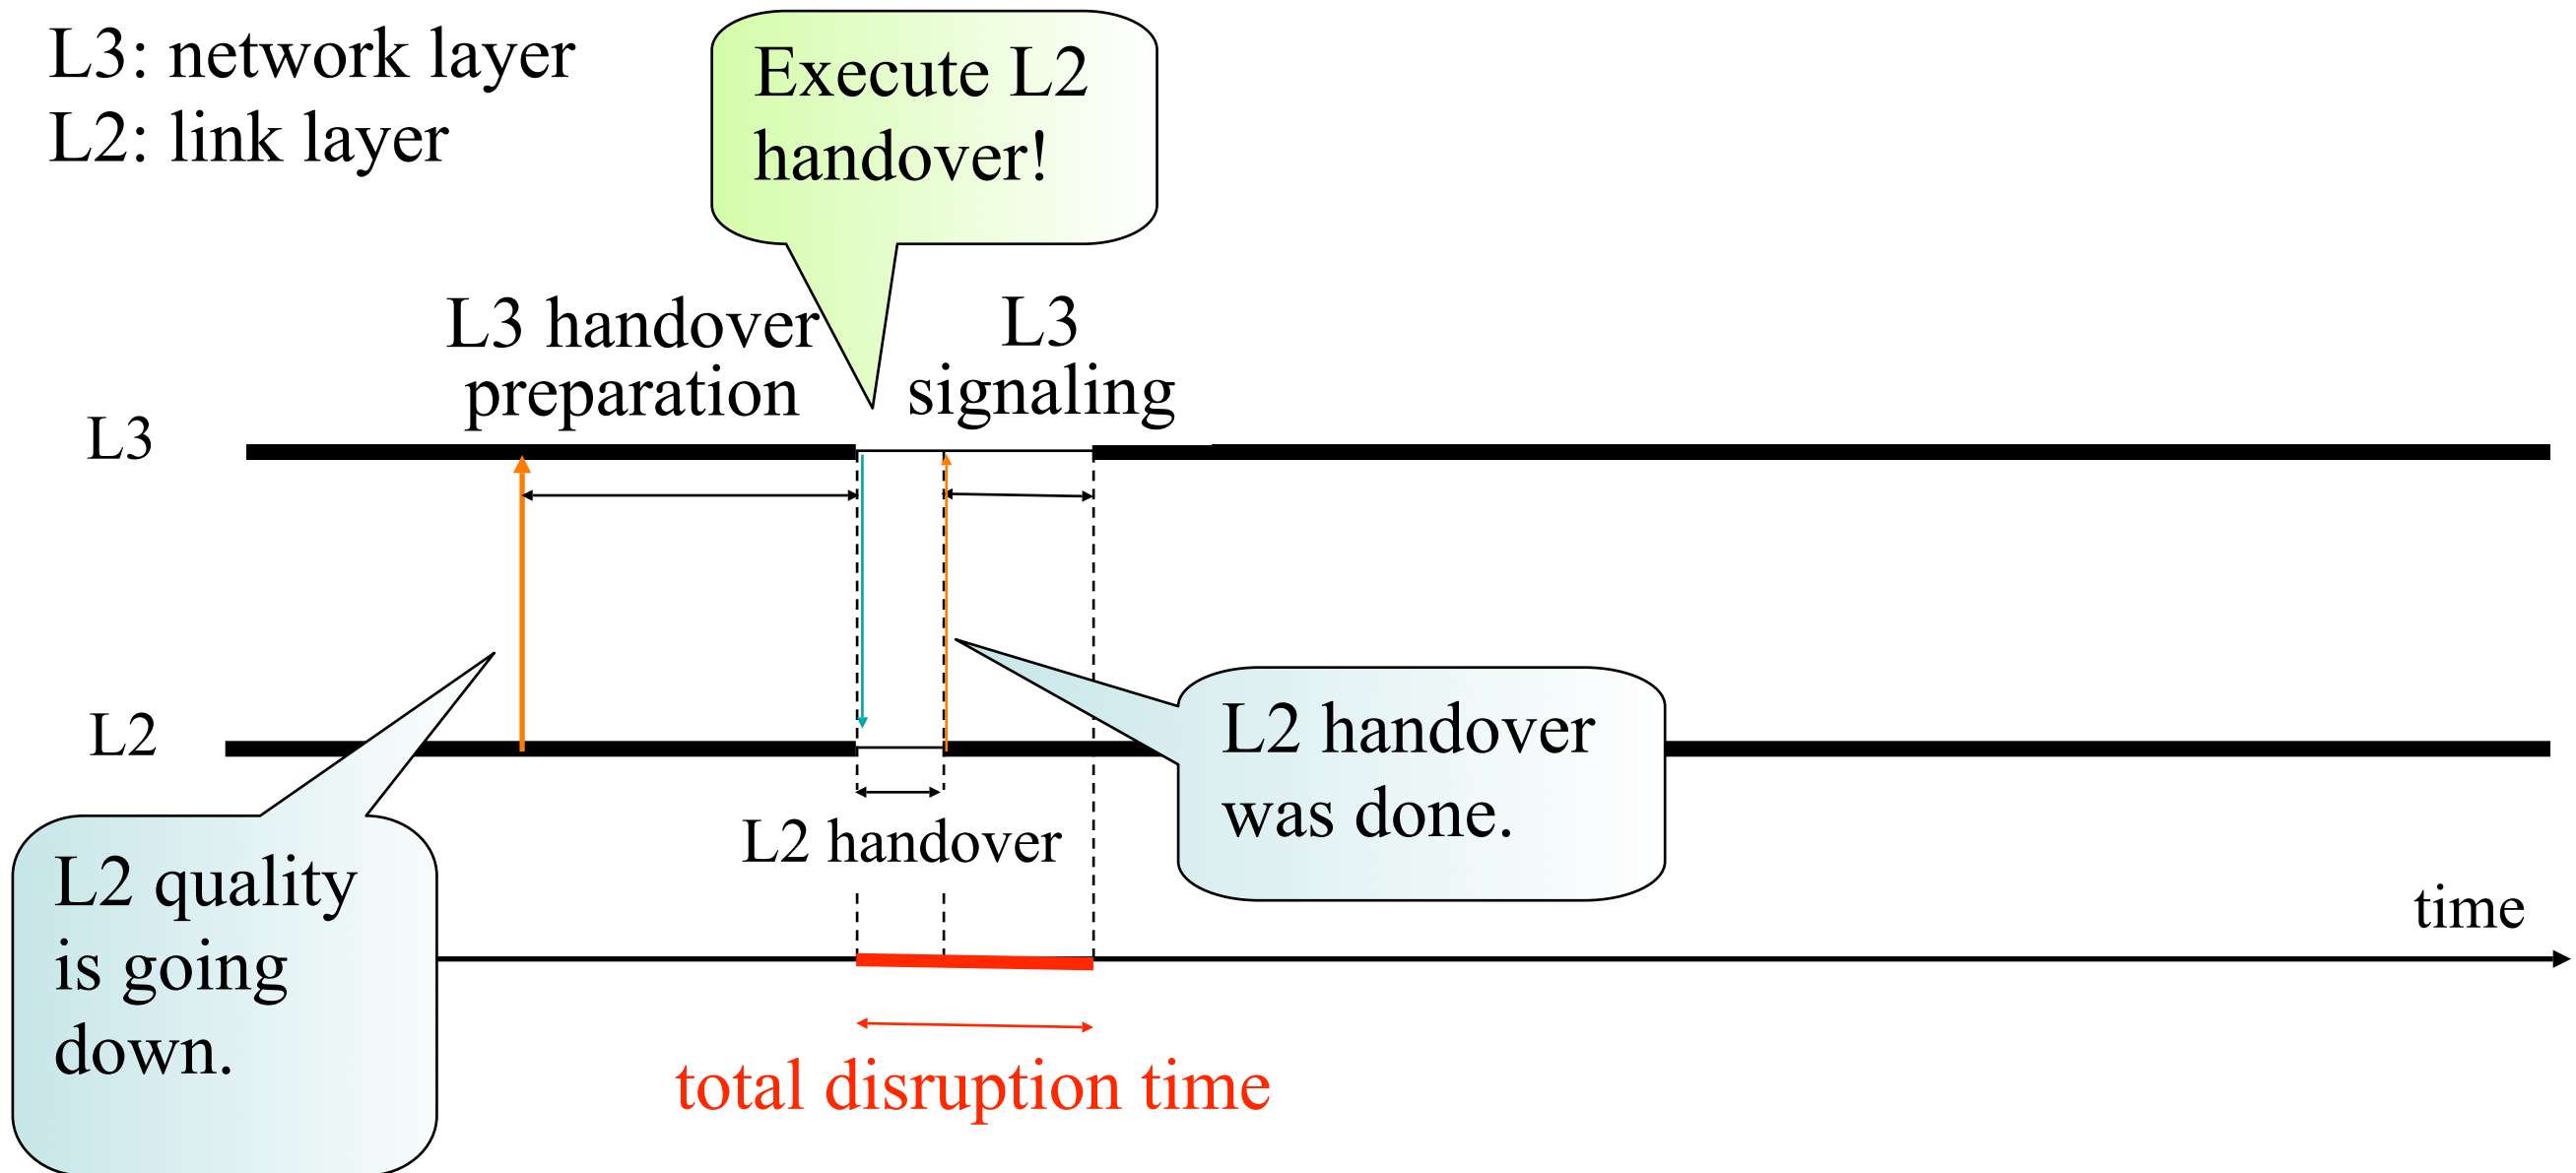 L3: network layer
L2: link layer
Execute L2
handover!
L3 handover
preparation
L3
signaling
L3
L2
L2 handover
L2 handover
was done.
L2 quality
is going
down.
time
total disruption time